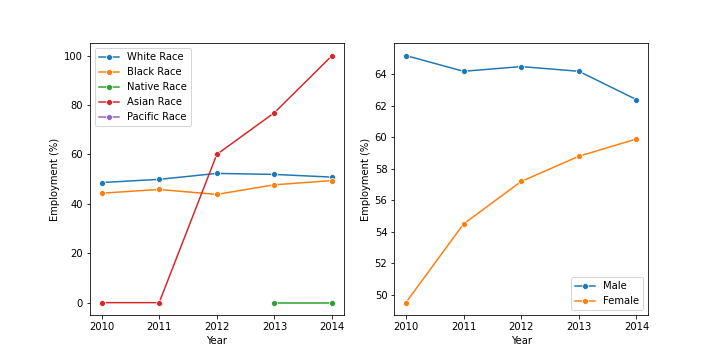 100
80
60
40
20
0
Employment (%)
White Race
Black Race
Native Race
Asian Race
Pacific Race
2010 2011 2012 2013 2014
Year
64
62
60
58
56
54
52
50
Employment (%)
Male
Female
2010 2011 2012 2013 2014
Year